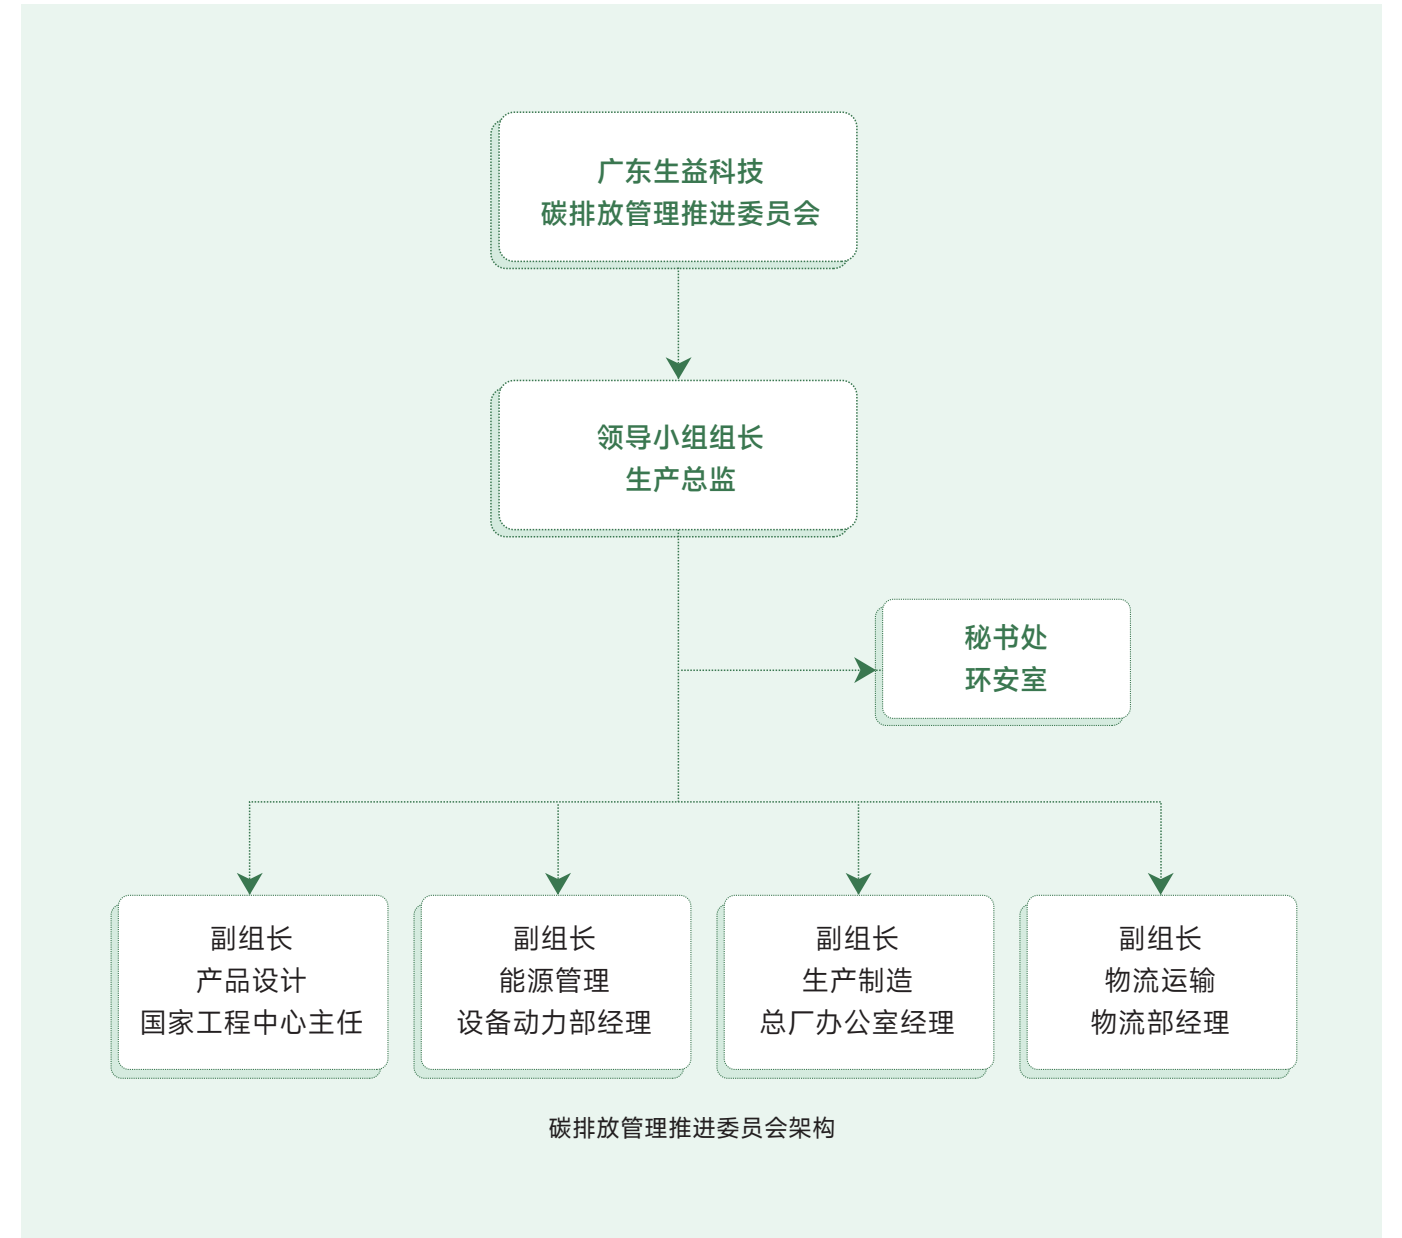 广东生益科技
碳排放管理推进委员会
领导小组组长
生产总监
秘书处
环安室
副组长
产品设计
国家工程中心主任
副组长
能源管理
设备动力部经理
副组长
生产制造
总厂办公室经理
副组长
物流运输
物流部经理
碳排放管理推进委员会架构